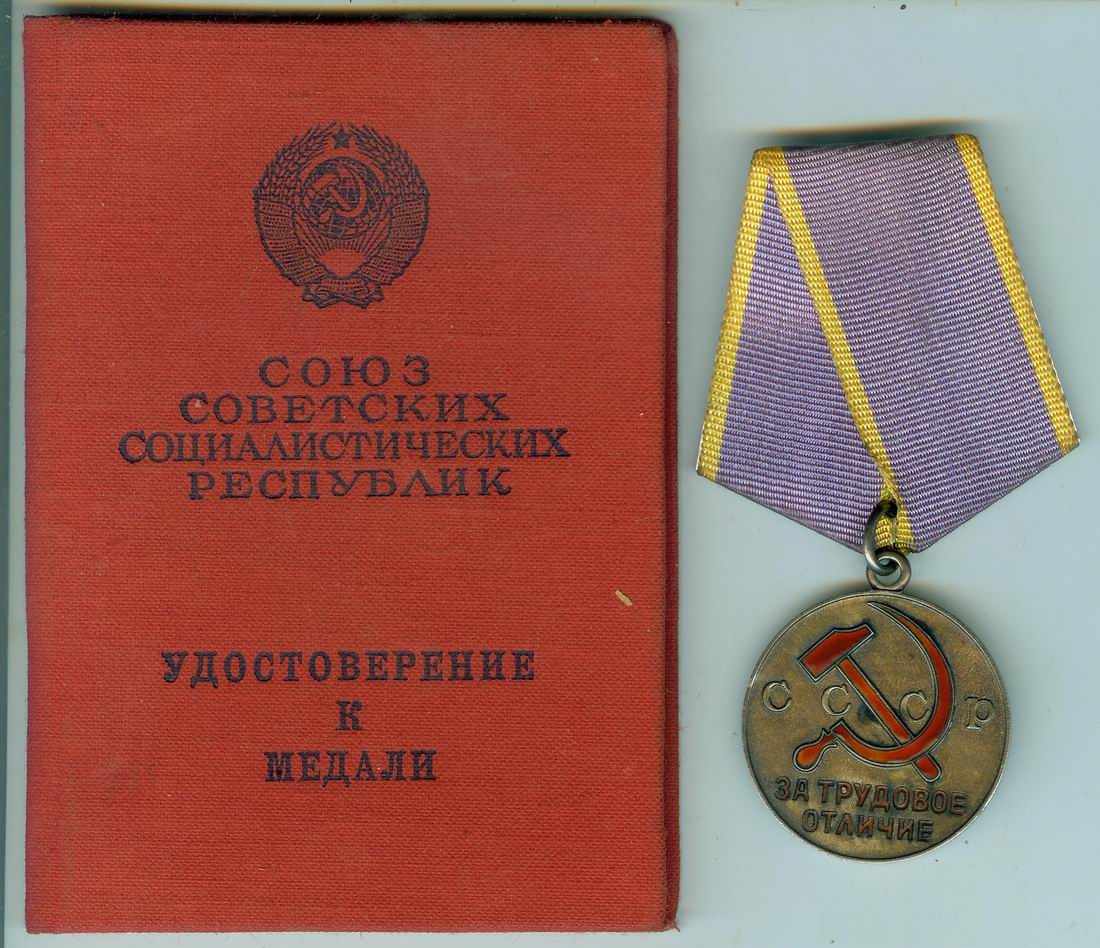 СОЮЗ
СОВЕТСКИХ
СОЦИАЛИСТИЧЕСКИХ
РЕСПУБЛИК
УДОСТОВЕРЕНИЕ
К
МЕДАЛИ
С С С Р
ЗА ТРУДОВОЕ
ОТЛИЧИЕ